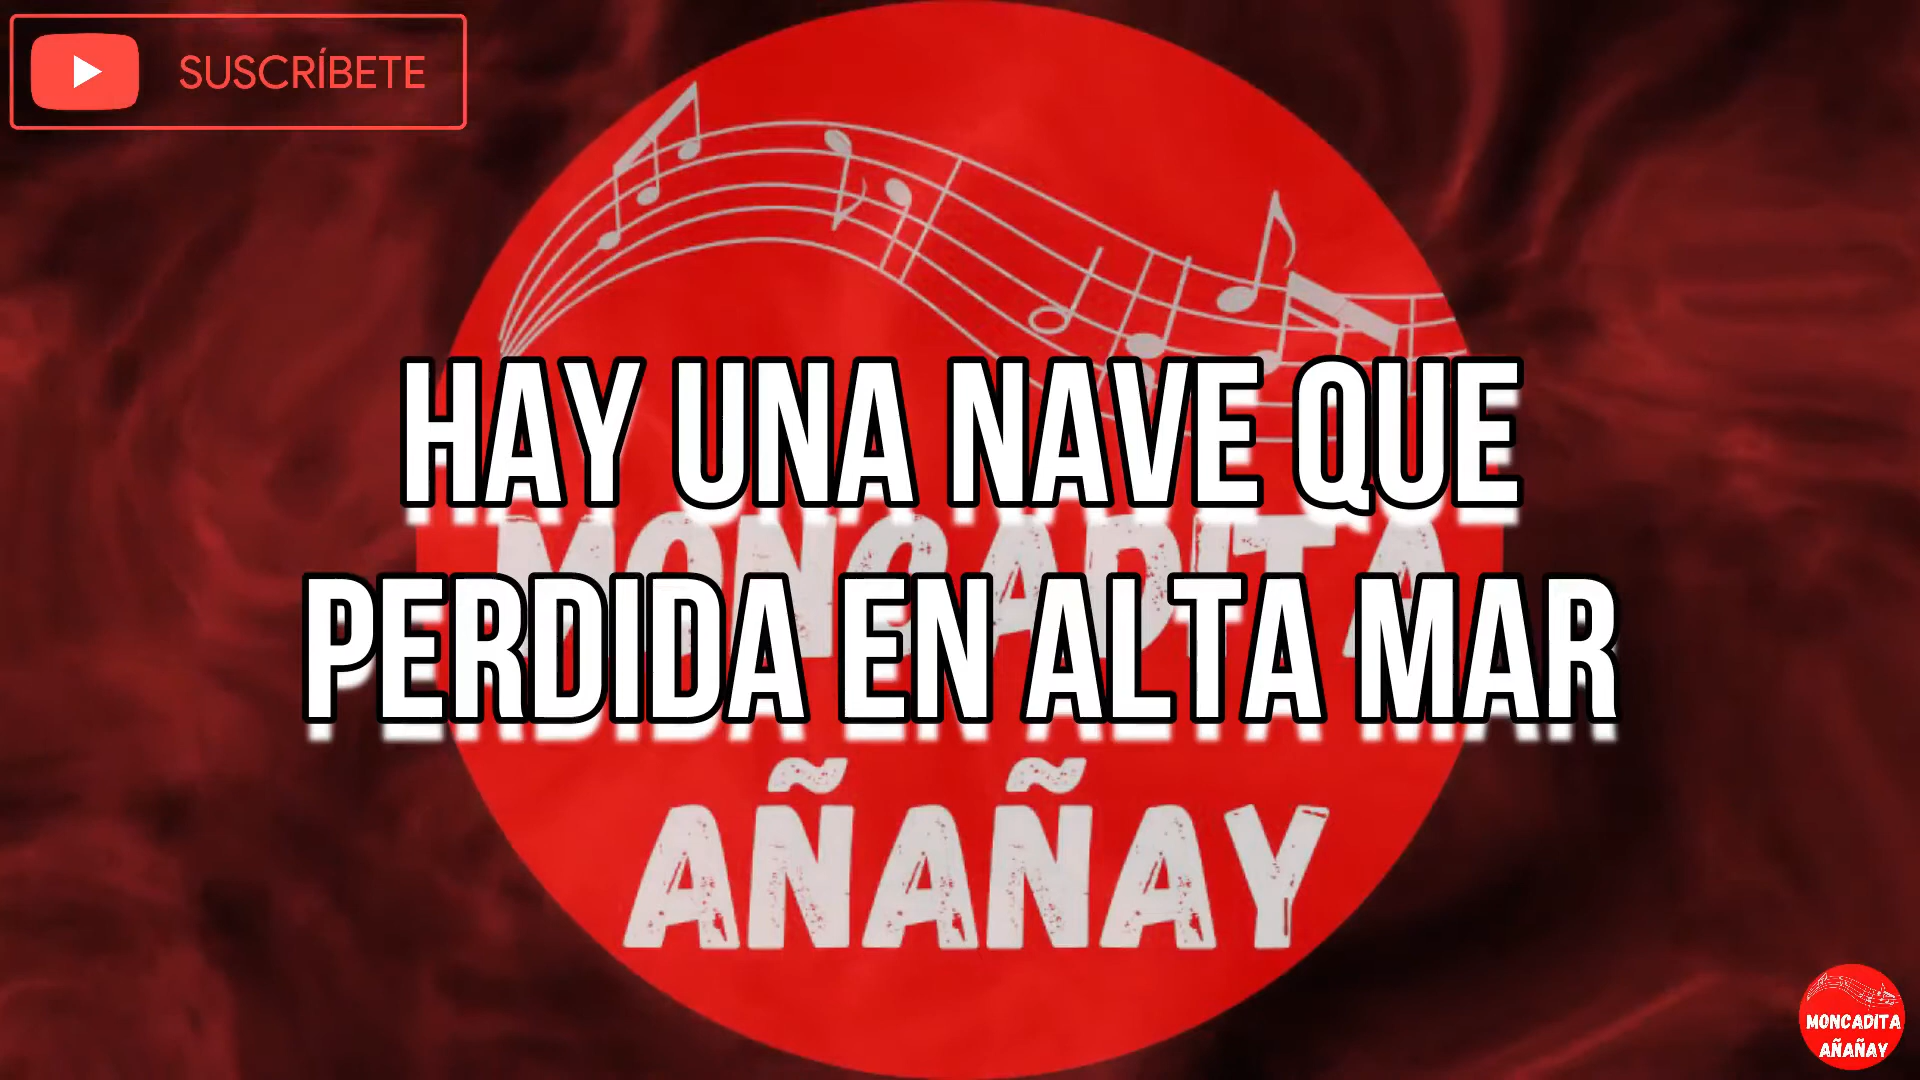 SUSCRÍBETE
HAY UNA NAVE QUE
MONCADITA
PERDIDA EN ALTA MAR
AÑAÑAY
MONCADITA
AÑAÑAY